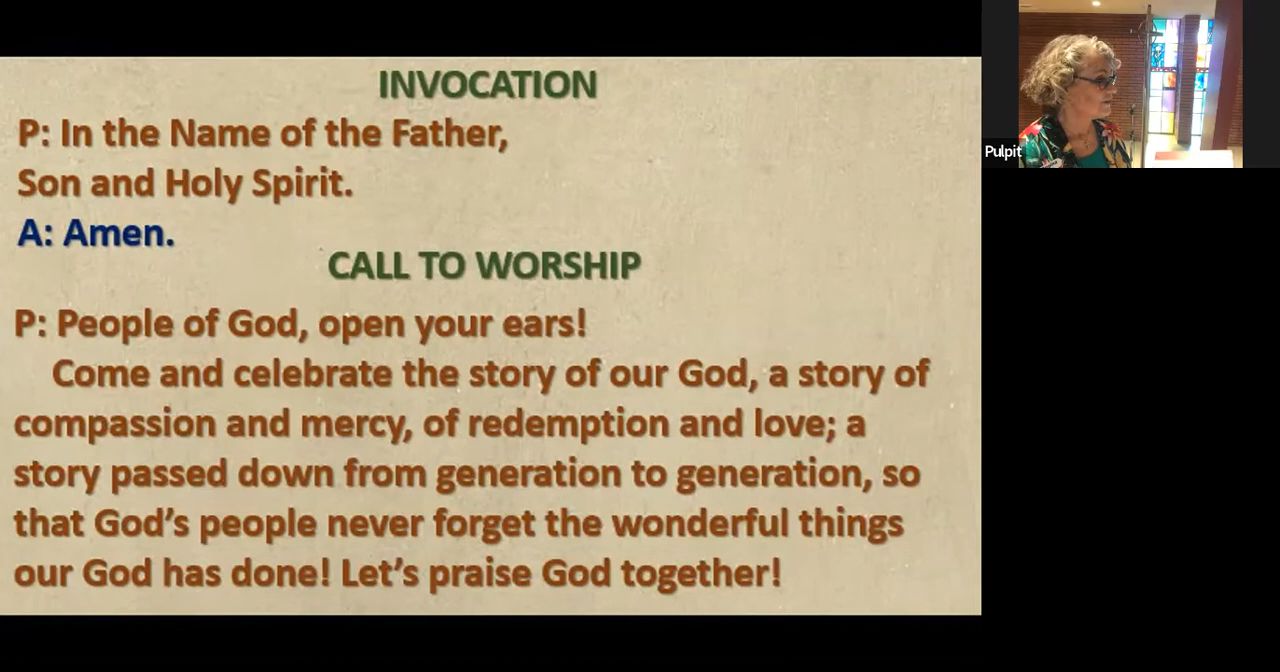 INVOCATION
P: In the Name of the Father,
Son and Holy Spirit.
A: Amen.
CALL TO WORSHIP
P: People of God, open your ears!
Come and celebrate the story of our God, a story of
compassion and mercy, of redemption and love; a
story passed down from generation to generation, so
that God's people never forget the wonderful things
our God has done! Let's praise God together!
Pulpit